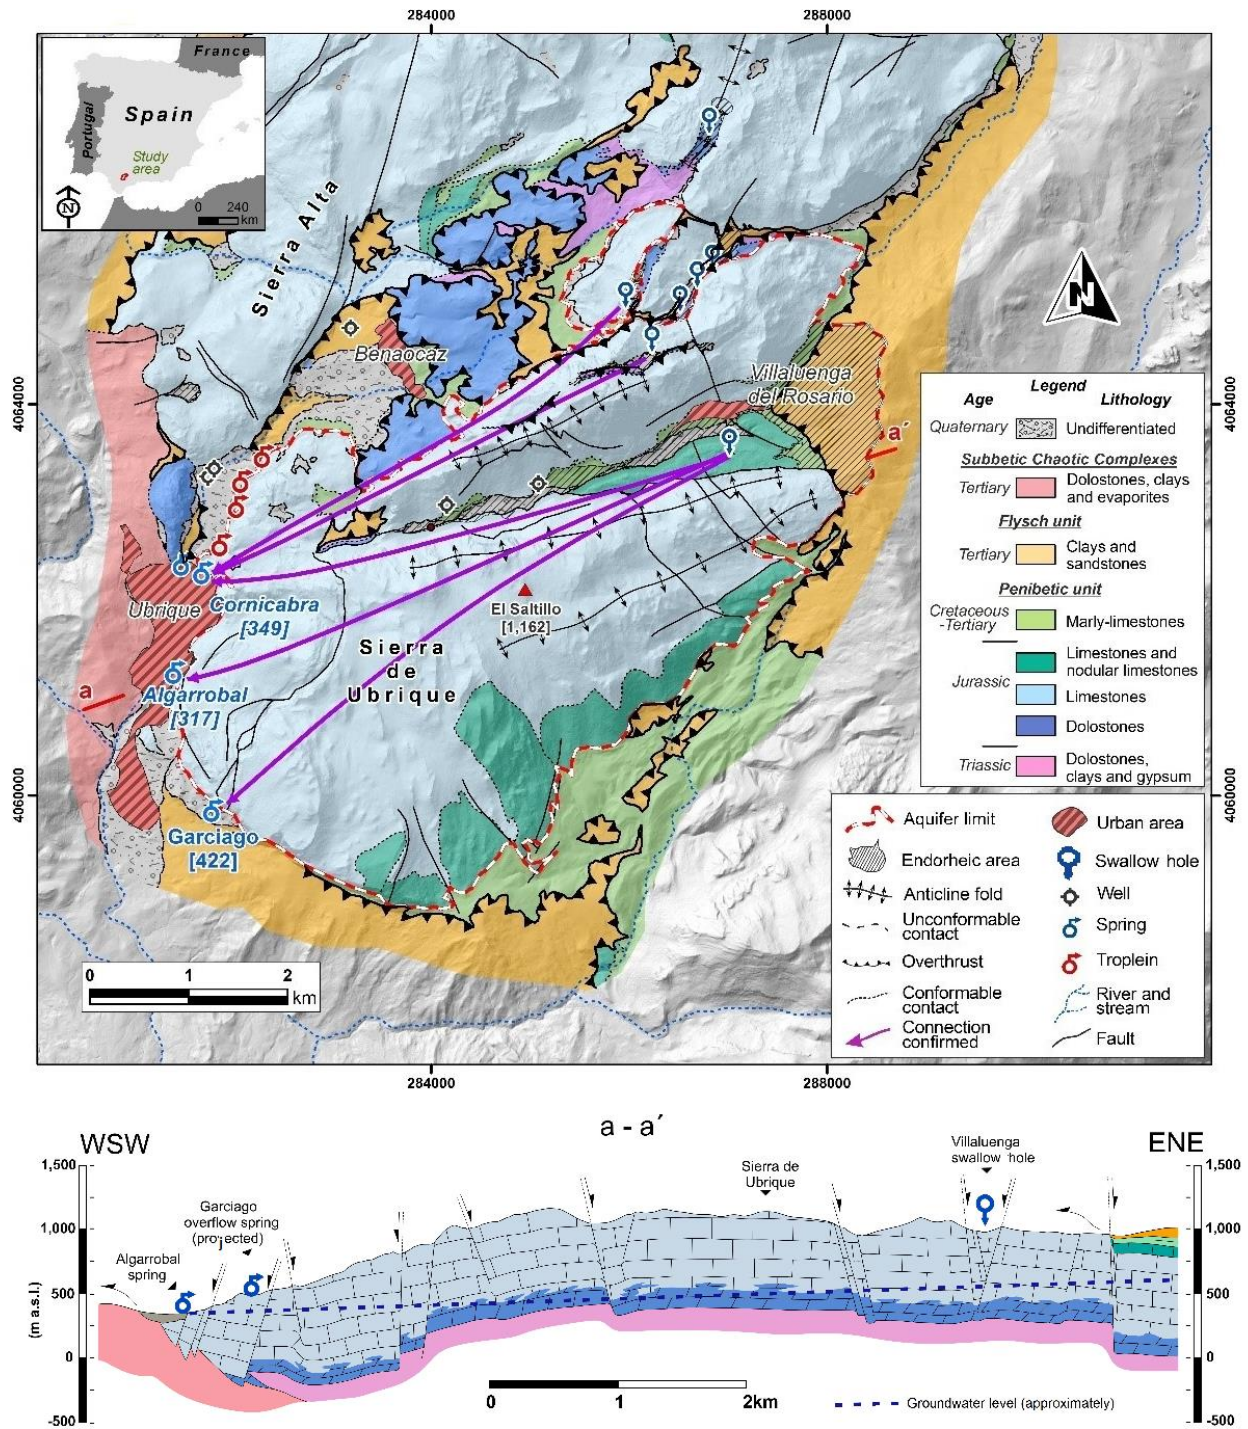 284000
288000
France
Spain
Portugal
Study
area
N
0 240
km
Sierra Alta
N
Benaocaz
Villaluenga
del Rosario
4064000
4064000
a´
Ubrique
Cornicabra
[349]
El Saltillo
[1,162]
Sierra
de
Ubrique
a
Algarrobal
[317]
4060000
4060000
Garciago
[422]
0 1 2
km
Legend
Age Lithology
Quaternary Undifferentiated
Subbetic Chaotic Complexes
Tertiary Dolostones, clays
and evaporites
Flysch unit
Tertiary Clays and
sandstones
Penibetic unit
Cretaceous
-Tertiary Marly-limestones
Limestones and
nodular limestones
Jurassic Limestones
Dolostones
Triassic Dolostones,
clays and gypsum
Aquifer limit Urban area
Endorheic area Swallow hole
Anticline fold Well
Unconformable
contact Spring
Overthrust Troplein
Conformable
contact River and
stream
Connection
confirmed Fault
284000
288000
a - a´
WSW ENE
1,500 1,500
1,000 1,000
500 500
0 0
-500 -500
(m a.s.l.)
Algarrobal
spring
Garciago
overflow spring
(projected)
Sierra de
Ubrique
Villaluenga
swallow hole
0 1 2km
Groundwater level (approximately)